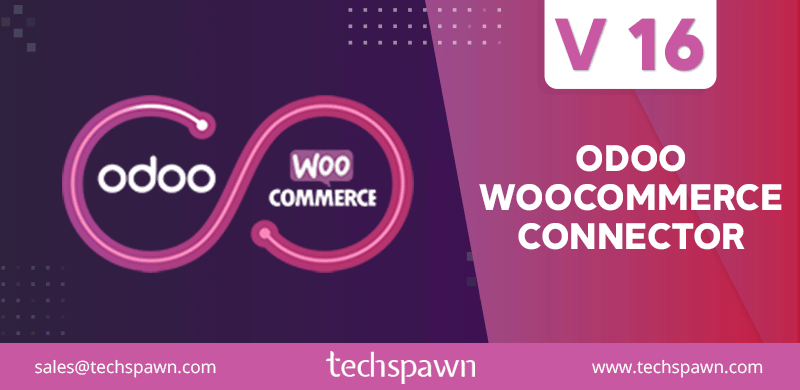 V 16
odoo
WOO
COMMERCE
ODOO
WOOCOMMERCE
CONNECTOR
sales@techspawn.com
techspawn
www.techspawn.com